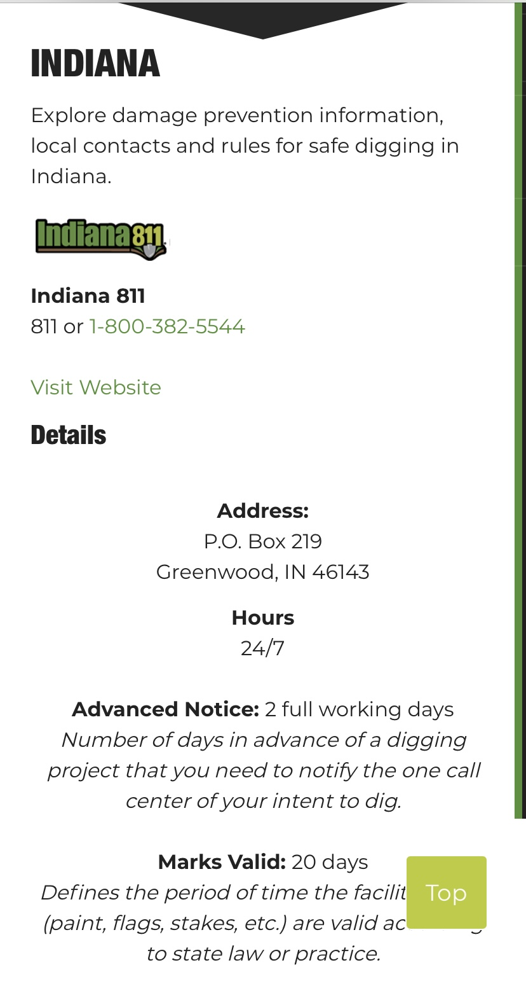 INDIANA
Explore damage prevention information,
local contacts and rules for safe digging in
Indiana.
Indiana811
Indiana 811
811 or 1-800-382-5544
Visit Website
Details
Address:
P.O. Box 219
Greenwood, IN 46143
Hours
24/7
Advanced Notice: 2 full working days
Number of days in advance of a digging
project that you need to notify the one call
center of your intent to dig.
Marks Valid: 20 days
Defines the period of time the
(paint, flags, stakes, etc.) are valid
Top
to state law or practice.